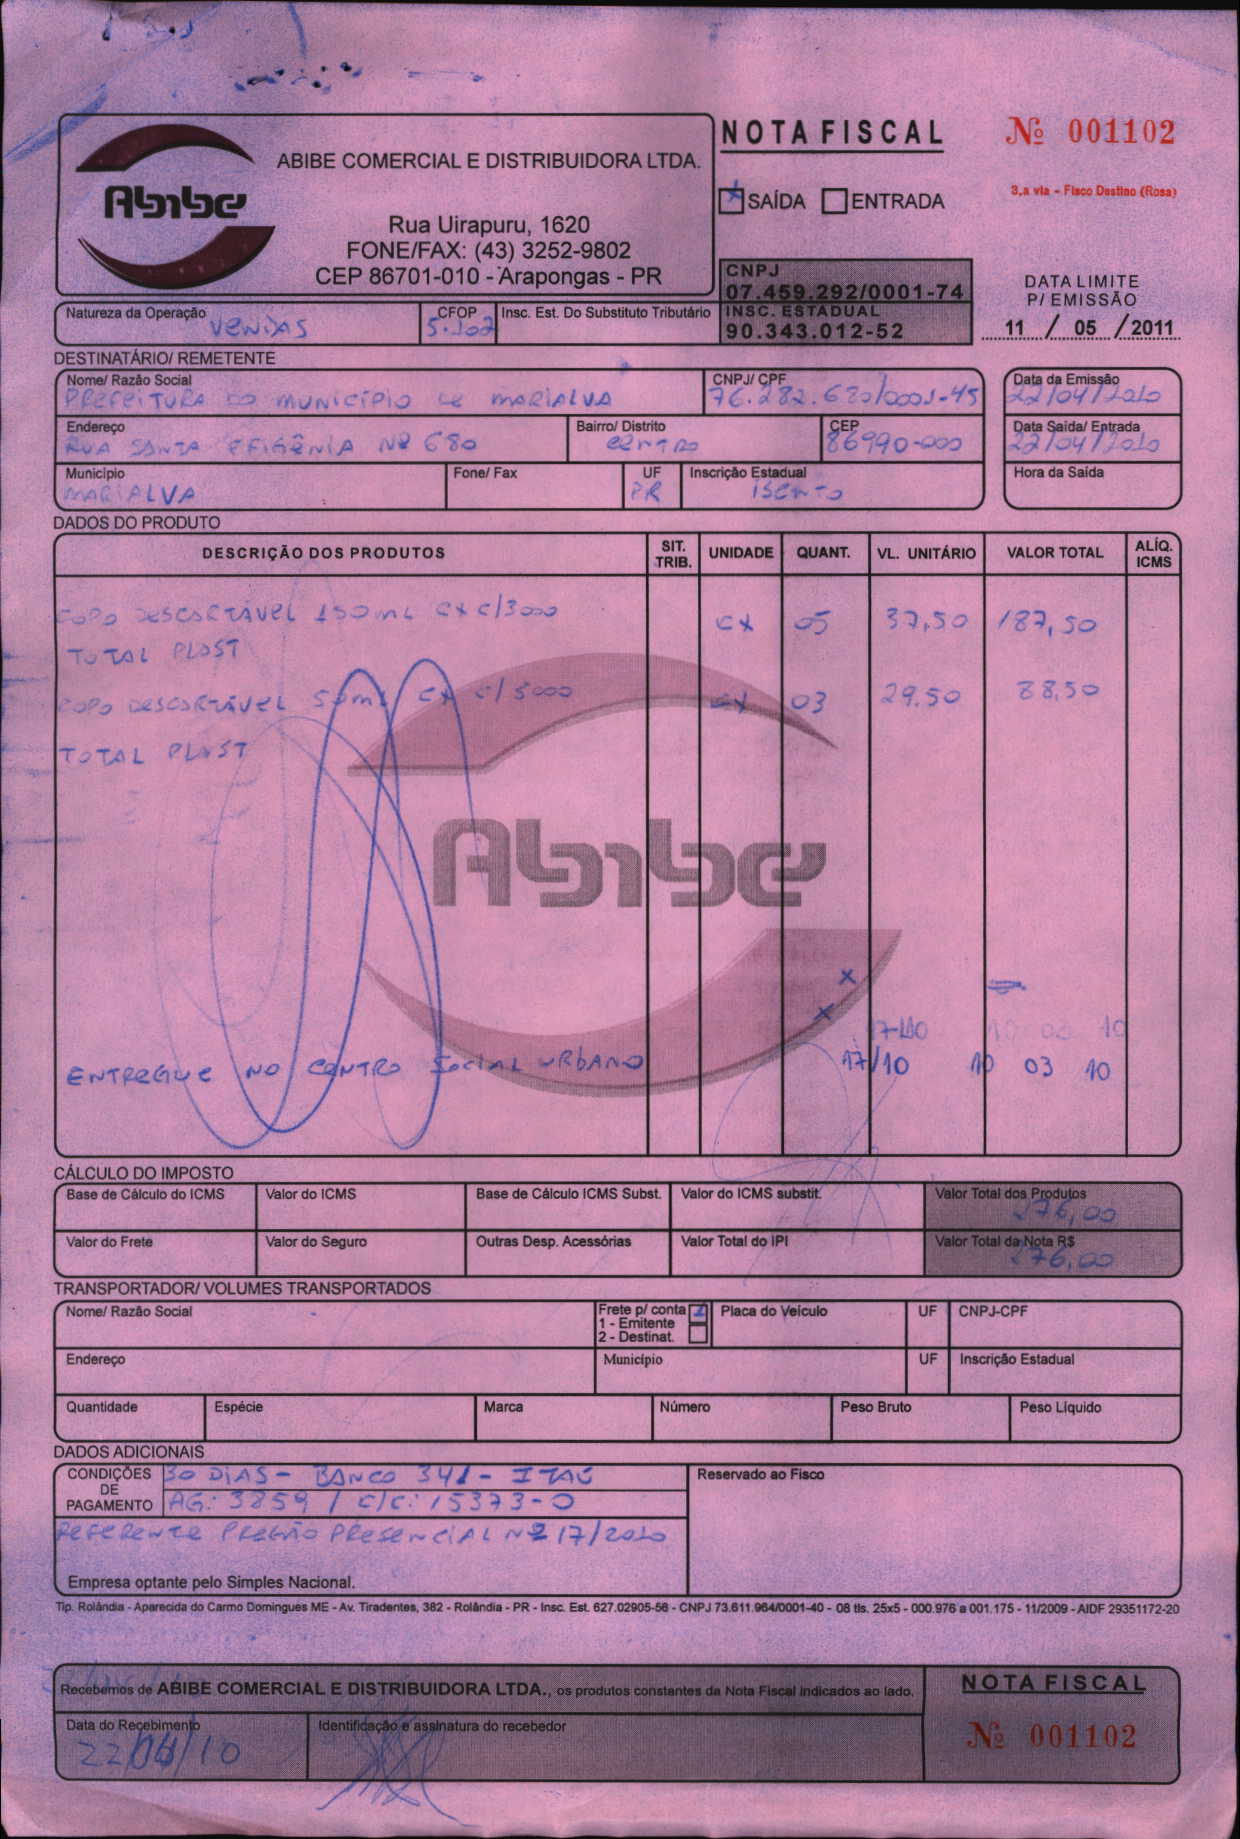 NOTA FISCAL
Nº 001102
Abibe
ABIBE COMERCIAL E DISTRIBUIDORA LTDA.
Rua Uirapuru, 1620
FONE/FAX: (43) 3252-9802
CEP 86701-010 - Arapongas - PR
x SAÍDA ENTRADA
3.a via - Fisco Destino (Rosa)
CNPJ
07.459.292/0001-74
INSC. ESTADUAL
90.343.012-52
DATA LIMITE
P/ EMISSÃO
11 / 05 / 2011
Natureza da Operação CFOP Insc. Est. Do Substituto Tributário
VENDAS 5.102
DESTINATÁRIO/ REMETENTE
Nome/ Razão Social CNPJ/ CPF Data da Emissão
PREFEITURA DO MUNICÍPIO DE MARIALVA 76.282.680/0001-45 22/04/2010
Endereço Bairro/ Distrito CEP Data Saída/ Entrada
RUA SANTA EFIGÊNIA Nº 680 CENTRO 86990-000 22/04/2010
Município Fone/ Fax UF Inscrição Estadual Hora da Saída
MARIALVA PR ISENTO
DADOS DO PRODUTO
DESCRIÇÃO DOS PRODUTOS SIT. TRIB. UNIDADE QUANT. VL. UNITÁRIO VALOR TOTAL ALÍQ. ICMS
COPO DESCARTÁVEL 150ML CX C/3000 CX 05 37,50 187,50
TOTAL PLAST
COPO DESCARTÁVEL 50ML CX C/5000 CX 03 29.50 88,50
TOTAL PLAST
Abibe
17/10 10 03 10
ENTREGUE NO CENTRO SOCIAL URBANO
CÁLCULO DO IMPOSTO
Base de Cálculo do ICMS Valor do ICMS Base de Cálculo ICMS Subst. Valor do ICMS substit. Valor Total dos Produtos
276,00
Valor do Frete Valor do Seguro Outras Desp. Acessórias Valor Total do IPI Valor Total da Nota R$
276,00
TRANSPORTADOR/ VOLUMES TRANSPORTADOS
Nome/ Razão Social Frete p/ conta 1 Placa do Veículo UF CNPJ-CPF
1 - Emitente
2 - Destinat.
Endereço Município UF Inscrição Estadual
Quantidade Espécie Marca Número Peso Bruto Peso Líquido
DADOS ADICIONAIS
CONDIÇÕES DE PAGAMENTO
30 DIAS - BANCO 341 - ITAÚ
AG: 3859 / C/C: 15373-0
Reservado ao Fisco
REFERENTE PREGÃO PRESENCIAL Nº 17/2010
Empresa optante pelo Simples Nacional.
Tip. Rolândia - Aparecida do Carmo Domingues ME - Av. Tiradentes, 382 - Rolândia - PR - Insc. Est. 627.02905-56 - CNPJ 73.611.964/0001-40 - 08 tls. 25x5 - 000.976 a 001.175 - 11/2009 - AIDF 29351172-20
Recebemos de ABIBE COMERCIAL E DISTRIBUIDORA LTDA., os produtos constantes da Nota Fiscal indicados ao lado.
NOTA FISCAL
Nº 001102
Data do Recebimento Identificação e assinatura do recebedor
22/04/10